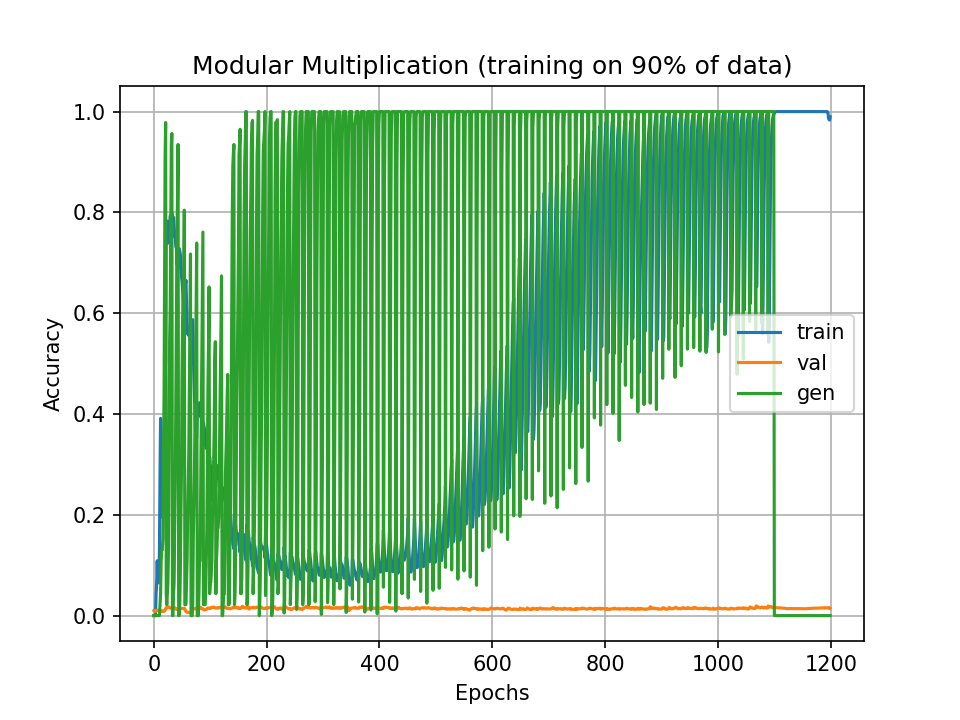 Modular Multiplication (training on 90% of data)
1.0
0.8
0.6
0.4
0.2
0.0
Accuracy
train
val
gen
0 200 400 600 800 1000 1200
Epochs